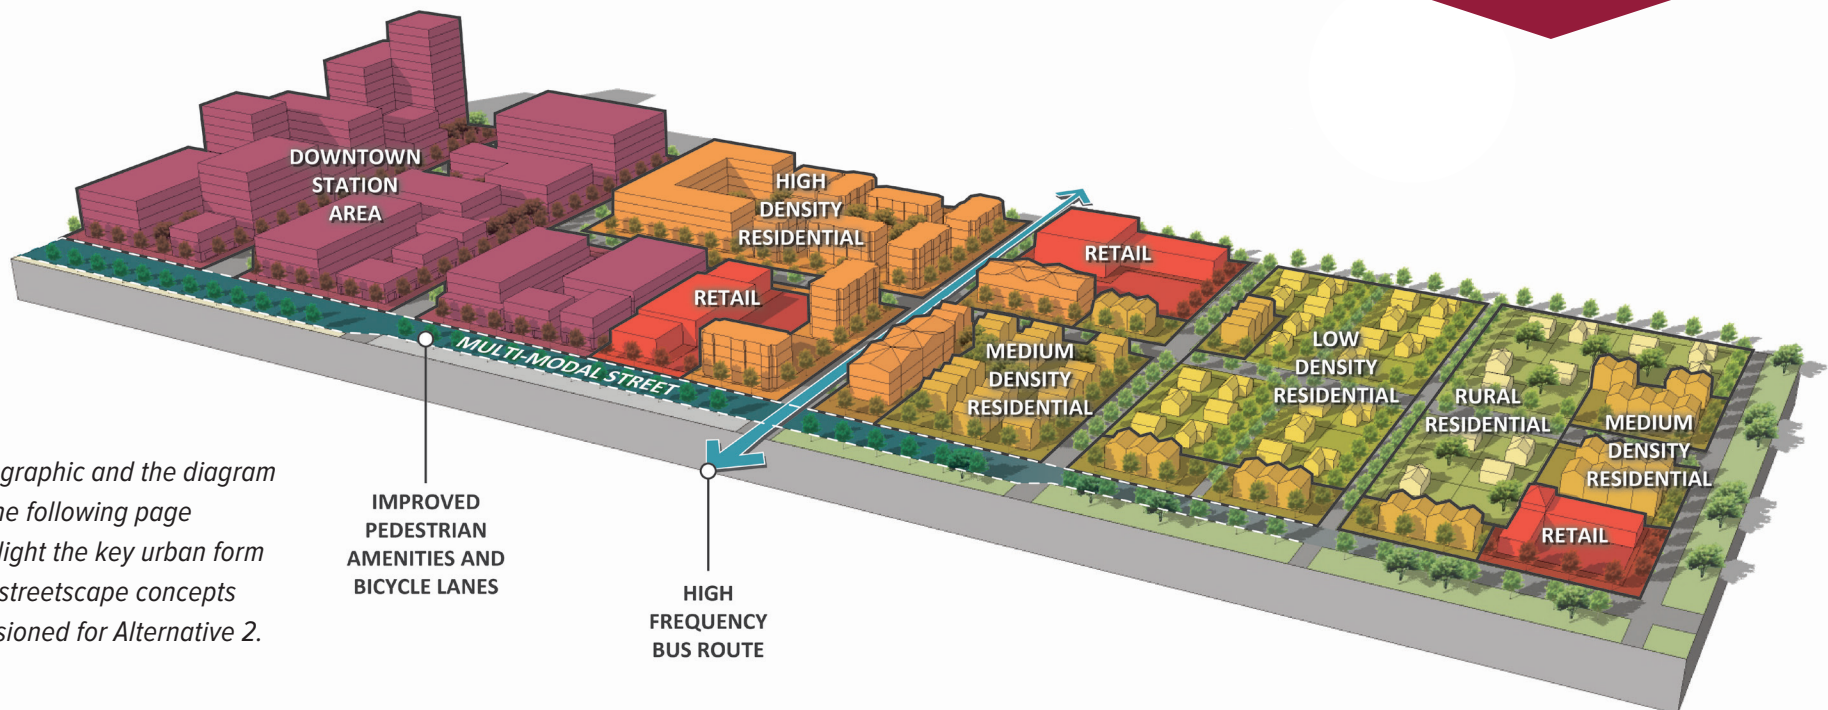 DOWNTOWN
STATION
AREA
HIGH
DENSITY
RESIDENTIAL
RETAIL
RETAIL
MULTI-MODAL STREET
MEDIUM
DENSITY
RESIDENTIAL
LOW
DENSITY
RESIDENTIAL
RURAL
RESIDENTIAL
MEDIUM
DENSITY
RESIDENTIAL
RETAIL
IMPROVED
PEDESTRIAN
AMENITIES AND
BICYCLE LANES
HIGH
FREQUENCY
BUS ROUTE
graphic and the diagram
following page
light the key urban form
streetscape concepts
sioned for Alternative 2.